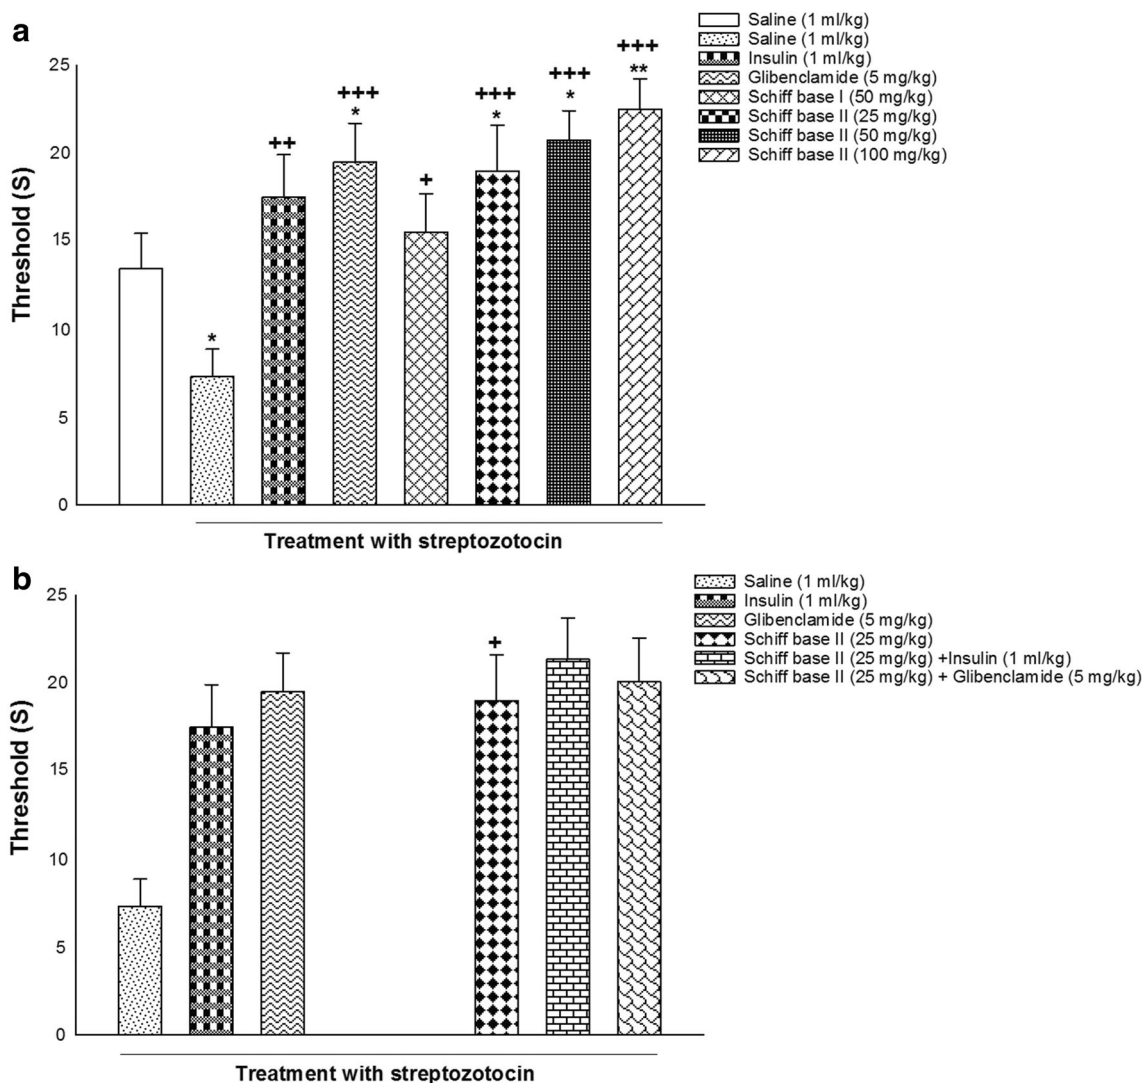 a
Saline (1 ml/kg)
Saline (1 ml/kg)
Insulin (1 ml/kg)
Glibenclamide (5 mg/kg)
Schiff base I (50 mg/kg)
Schiff base II (25 mg/kg)
Schiff base II (50 mg/kg)
Schiff base II (100 mg/kg)
Threshold (S)
25
20
15
10
5
0
*
++
+++
*
+
+++
*
+++
*
+++
**
Treatment with streptozotocin
b
Saline (1 ml/kg)
Insulin (1 ml/kg)
Glibenclamide (5 mg/kg)
Schiff base II (25 mg/kg)
Schiff base II (25 mg/kg) +Insulin (1 ml/kg)
Schiff base II (25 mg/kg) + Glibenclamide (5 mg/kg)
Threshold (S)
25
20
15
10
5
0
+
Treatment with streptozotocin